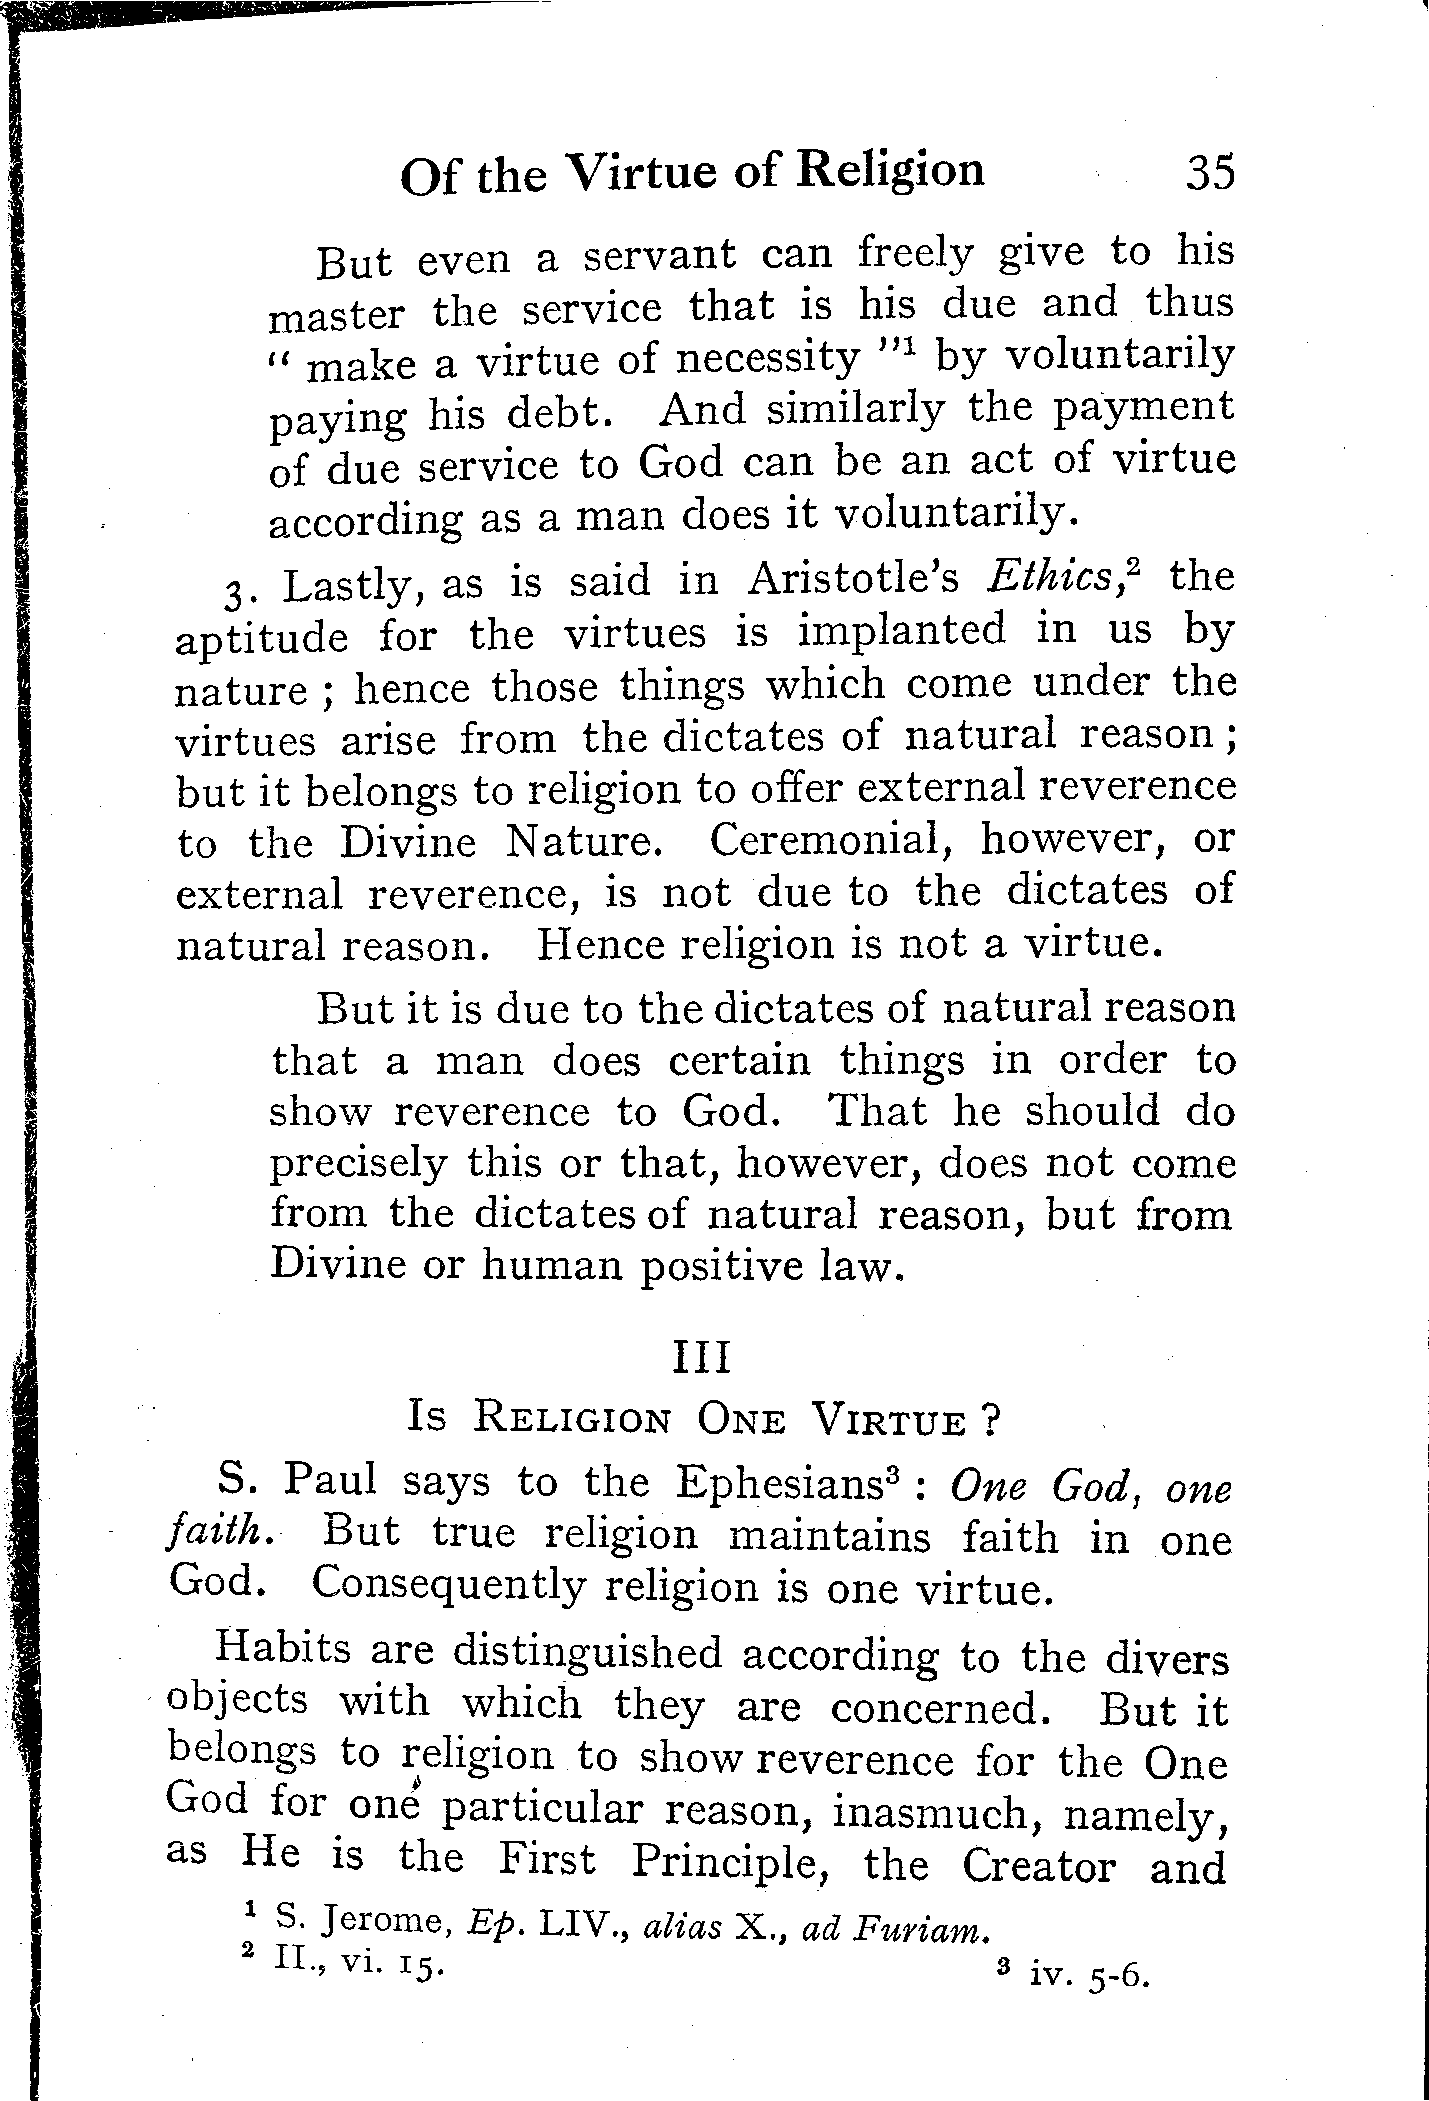 Of the Virtue of Religion 35
But even a servant can freely give to his
master the service that is his due and thus
“ make a virtue of necessity ”¹ by voluntarily
paying his debt. And similarly the payment
of due service to God can be an act of virtue
according as a man does it voluntarily.
3. Lastly, as is said in Aristotle's Ethics,² the
aptitude for the virtues is implanted in us by
nature ; hence those things which come under the
virtues arise from the dictates of natural reason ;
but it belongs to religion to offer external reverence
to the Divine Nature. Ceremonial, however, or
external reverence, is not due to the dictates of
natural reason. Hence religion is not a virtue.
But it is due to the dictates of natural reason
that a man does certain things in order to
show reverence to God. That he should do
precisely this or that, however, does not come
from the dictates of natural reason, but from
Divine or human positive law.
III
Is Religion One Virtue ?
S. Paul says to the Ephesians³ : One God, one
faith. But true religion maintains faith in one
God. Consequently religion is one virtue.
Habits are distinguished according to the divers
objects with which they are concerned. But it
belongs to religion to show reverence for the One
God for one particular reason, inasmuch, namely,
as He is the First Principle, the Creator and
¹ S. Jerome, Ep. LIV., alias X., ad Furiam.
² II., vi. 15. ³ iv. 5-6.